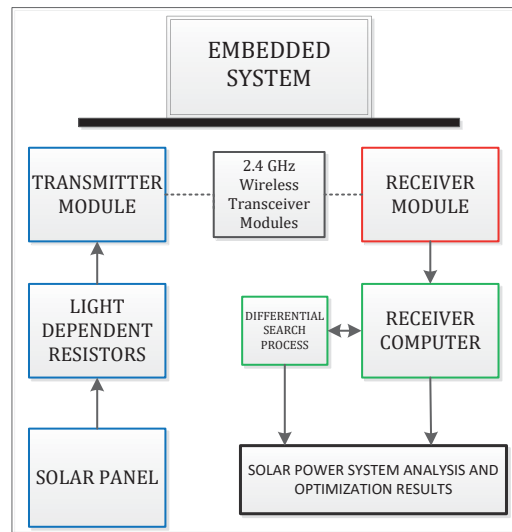 EMBEDDED
SYSTEM
TRANSMITTER
MODULE
2.4 GHz
Wireless
Transceiver
Modules
RECEIVER
MODULE
LIGHT
DEPENDENT
RESISTORS
DIFFERENTIAL
SEARCH
PROCESS
RECEIVER
COMPUTER
SOLAR PANEL
SOLAR POWER SYSTEM ANALYSIS AND
OPTIMIZATION RESULTS